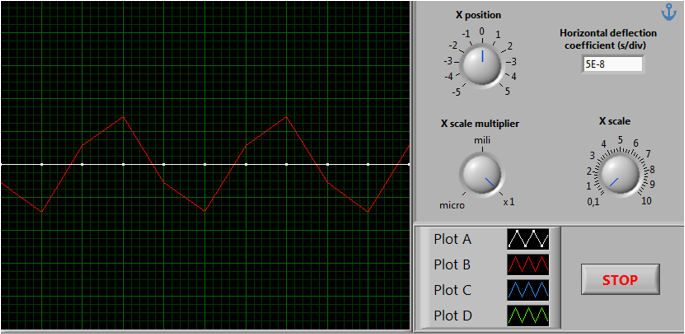 X position
-5 -4 -3 -2 -1 0 1 2 3 4 5
Horizontal deflection
coefficient (s/div)
5E-8
X scale multiplier
micro mili x1
X scale
0,1 1 2 3 4 5 6 7 8 9 10
Plot A
Plot B
Plot C
Plot D
STOP